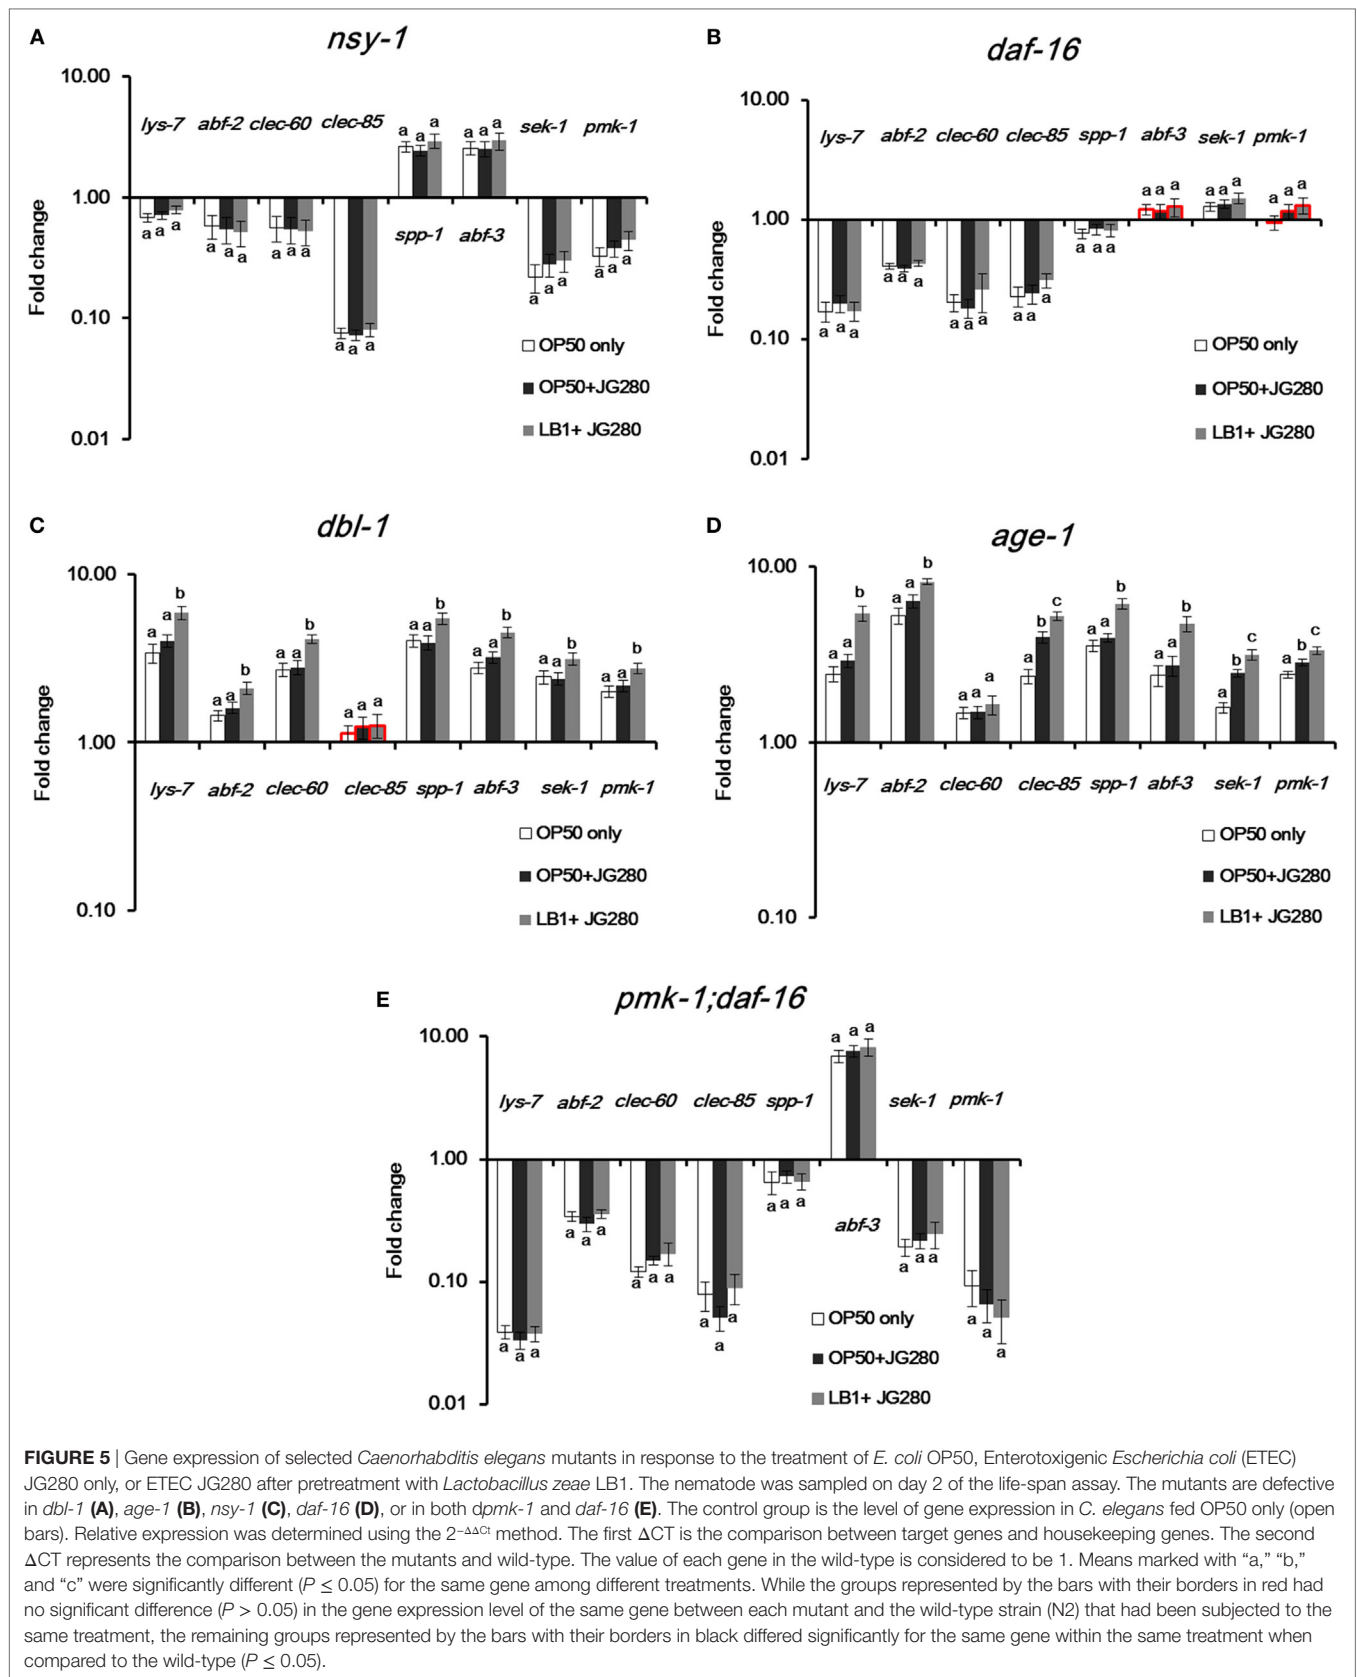 A
nsy-1
10.00
1.00
0.10
0.01
Fold change
lys-7 abf-2 clec-60 clec-85 sek-1 pmk-1
a a a a a a
spp-1 abf-3
a a a a a a a a a a a a a a a a a a
OP50 only
OP50+JG280
LB1+ JG280
B
daf-16
10.00
1.00
0.10
0.01
Fold change
lys-7 abf-2 clec-60 clec-85 spp-1 abf-3 sek-1 pmk-1
a a a a a a a a a
a a a a a a a a a a a a a a a
OP50 only
OP50+JG280
LB1+ JG280
C
dbl-1
10.00
1.00
0.10
Fold change
a a b a a b a a b a a a a a b a a b a a b a a b
lys-7 abf-2 clec-60 clec-85 spp-1 abf-3 sek-1 pmk-1
OP50 only
OP50+JG280
LB1+ JG280
D
age-1
10.00
1.00
0.10
Fold change
a a b a a b a a a a b c a a b a a b a b c a b c
lys-7 abf-2 clec-60 clec-85 spp-1 abf-3 sek-1 pmk-1
OP50 only
OP50+JG280
LB1+ JG280
E
pmk-1;daf-16
10.00
1.00
0.10
0.01
Fold change
a a a
lys-7 abf-2 clec-60 clec-85 spp-1 sek-1 pmk-1
abf-3
a a a a a a a a a a a a a a a a a a a a a
OP50 only
OP50+JG280
LB1+ JG280
FIGURE 5 | Gene expression of selected Caenorhabditis elegans mutants in response to the treatment of E. coli OP50, Enterotoxigenic Escherichia coli (ETEC)
JG280 only, or ETEC JG280 after pretreatment with Lactobacillus zeae LB1. The nematode was sampled on day 2 of the life-span assay. The mutants are defective
in dbl-1 (A), age-1 (B), nsy-1 (C), daf-16 (D), or in both dpmk-1 and daf-16 (E). The control group is the level of gene expression in C. elegans fed OP50 only (open
bars). Relative expression was determined using the 2−ΔΔCt method. The first ΔCT is the comparison between target genes and housekeeping genes. The second
ΔCT represents the comparison between the mutants and wild-type. The value of each gene in the wild-type is considered to be 1. Means marked with “a,” “b,”
and “c” were significantly different (P ≤ 0.05) for the same gene among different treatments. While the groups represented by the bars with their borders in red had
no significant difference (P > 0.05) in the gene expression level of the same gene between each mutant and the wild-type strain (N2) that had been subjected to the
same treatment, the remaining groups represented by the bars with their borders in black differed significantly for the same gene within the same treatment when
compared to the wild-type (P ≤ 0.05).